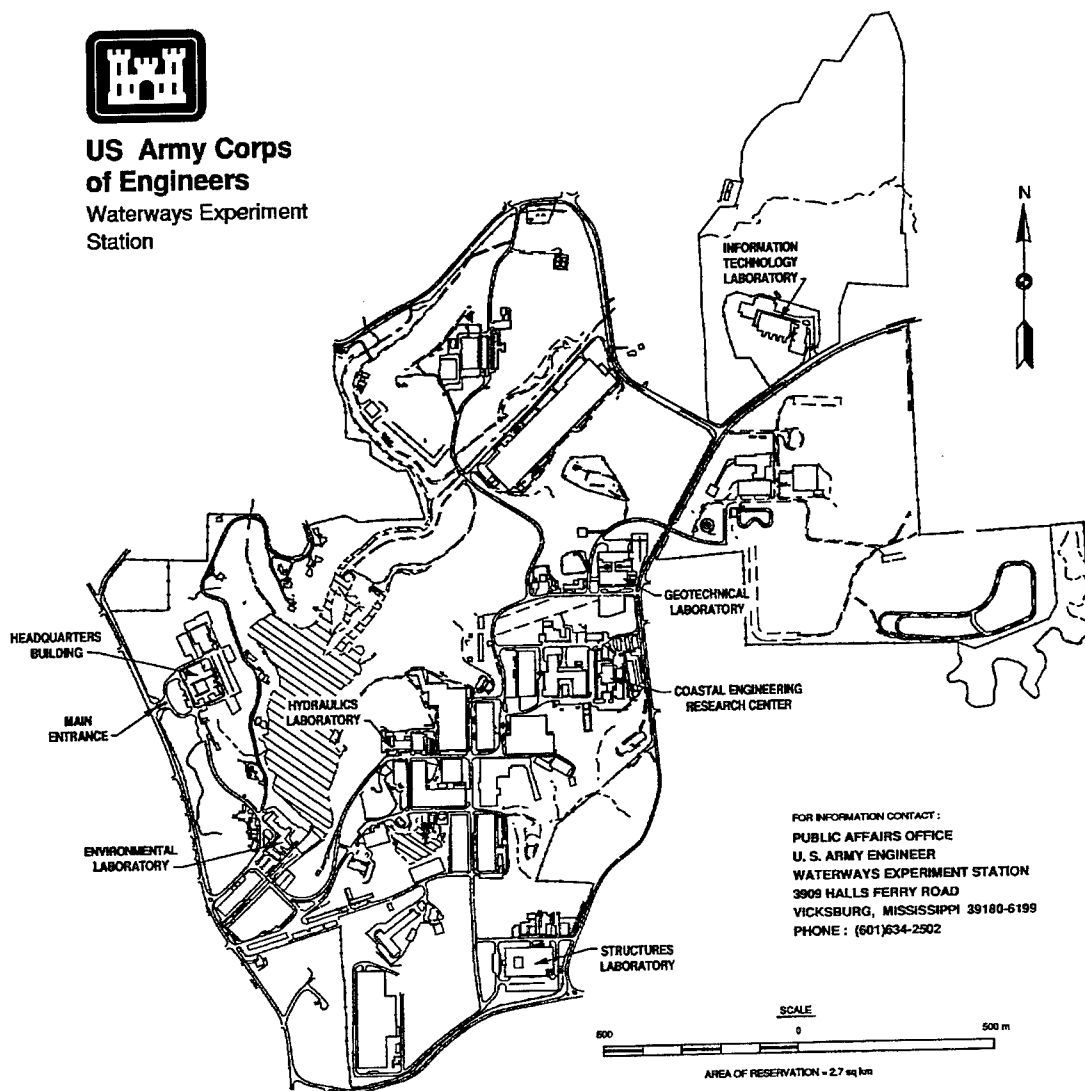 US Army Corps
of Engineers
Waterways Experiment
Station
N
INFORMATION
TECHNOLOGY
LABORATORY
GEOTECHNICAL
LABORATORY
HEADQUARTERS
BUILDING
MAIN
ENTRANCE
HYDRAULICS
LABORATORY
COASTAL ENGINEERING
RESEARCH CENTER
ENVIRONMENTAL
LABORATORY
STRUCTURES
LABORATORY
FOR INFORMATION CONTACT :
PUBLIC AFFAIRS OFFICE
U. S. ARMY ENGINEER
WATERWAYS EXPERIMENT STATION
3909 HALLS FERRY ROAD
VICKSBURG, MISSISSIPPI 39180-6199
PHONE : (601)634-2502
SCALE
500 0 500 m
AREA OF RESERVATION = 2.7 sq km